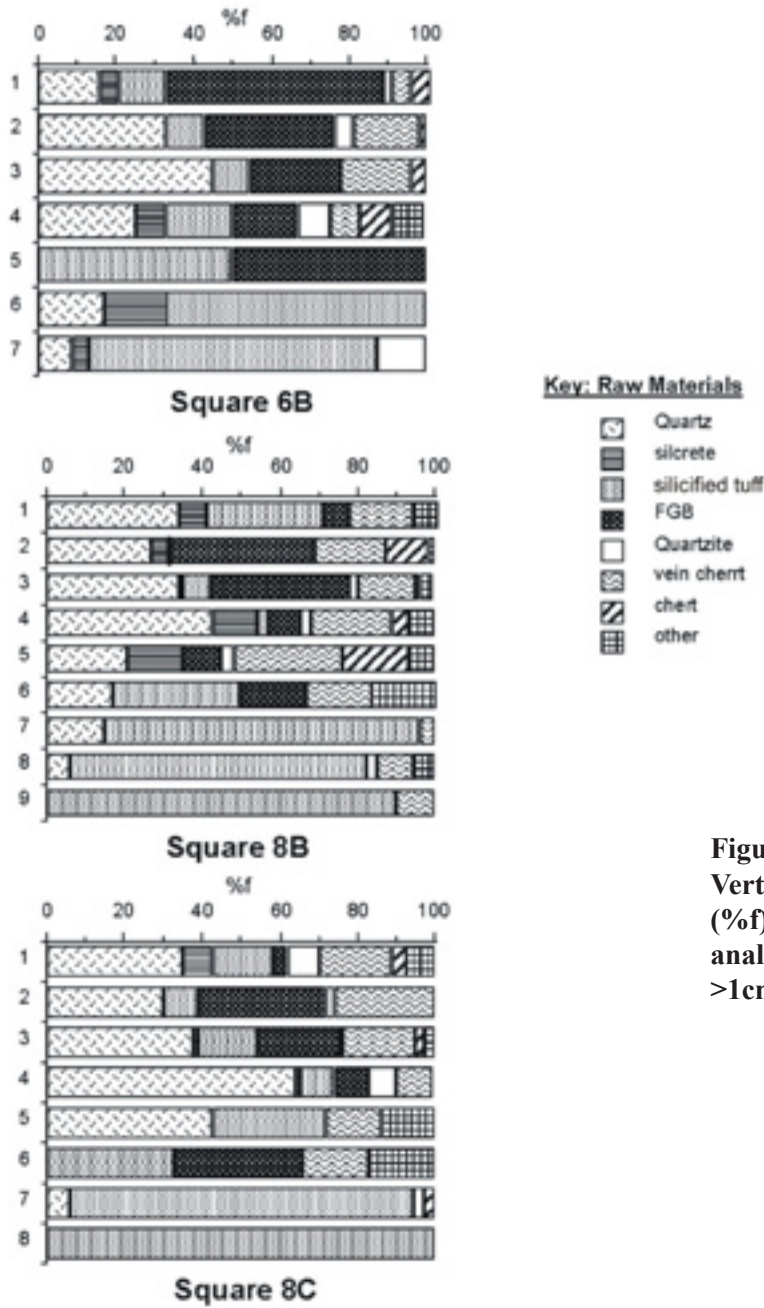 %f
0 20 40 60 80 100
1
2
3
4
5
6
7
Square 6B
%f
0 20 40 60 80 100
1
2
3
4
5
6
7
8
9
Square 8B
%f
0 20 40 60 80 100
1
2
3
4
5
6
7
8
Square 8C
Key: Raw Materials
Quartz
silcrete
silicified tuff
FGB
Quartzite
vein cherrt
chert
other
Figu
Vert
(%f)
anal
>1cr